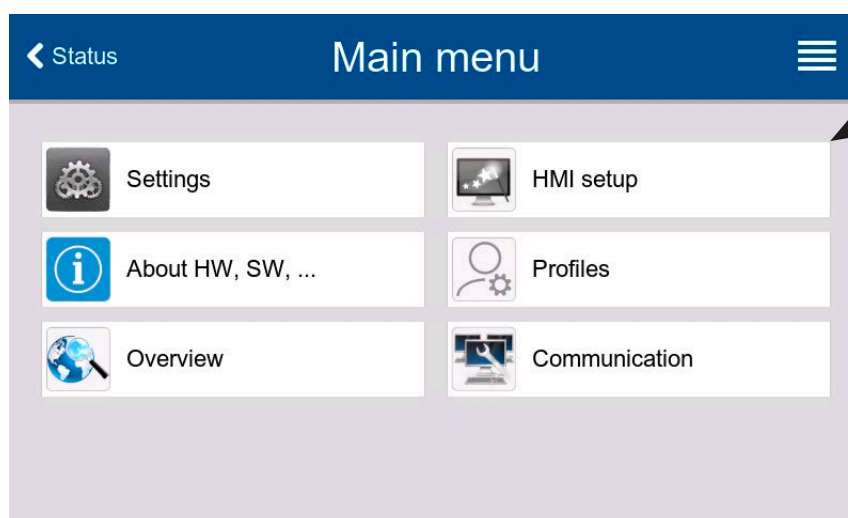 Status
Main menu
Settings
HMI setup
About HW, SW, ...
Profiles
Overview
Communication